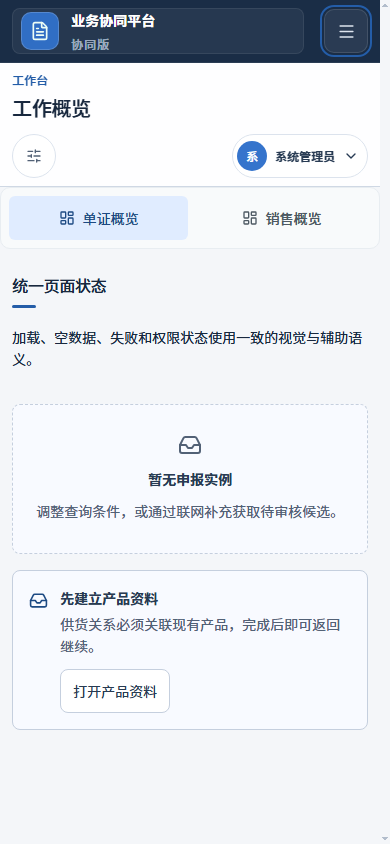 业务协同平台
协同版
工作台
工作概览
系
系统管理员
单证概览
销售概览
统一页面状态
加载、空数据、失败和权限状态使用一致的视觉与辅助语
义。
暂无申报实例
调整查询条件，或通过联网补充获取待审核候选。
先建立产品资料
供货关系必须关联现有产品，完成后即可返回
继续。
打开产品资料